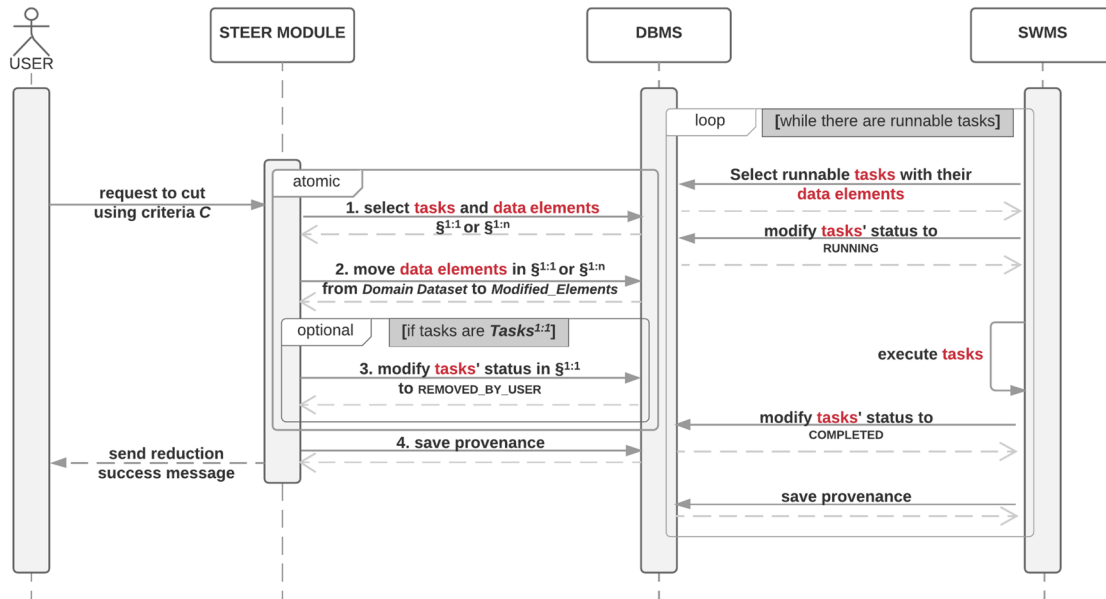 USER
STEER MODULE
DBMS
SWMS
loop
[while there are runnable tasks]
request to cut
using criteria C
atomic
1. select tasks and data elements
§1:1 or §1:n
2. move data elements in §1:1 or §1:n
from Domain Dataset to Modified_Elements
optional
[if tasks are Tasks1:1]
3. modify tasks' status in §1:1
to REMOVED_BY_USER
4. save provenance
send reduction
success message
Select runnable tasks with their
data elements
modify tasks' status to
RUNNING
execute tasks
modify tasks' status to
COMPLETED
save provenance